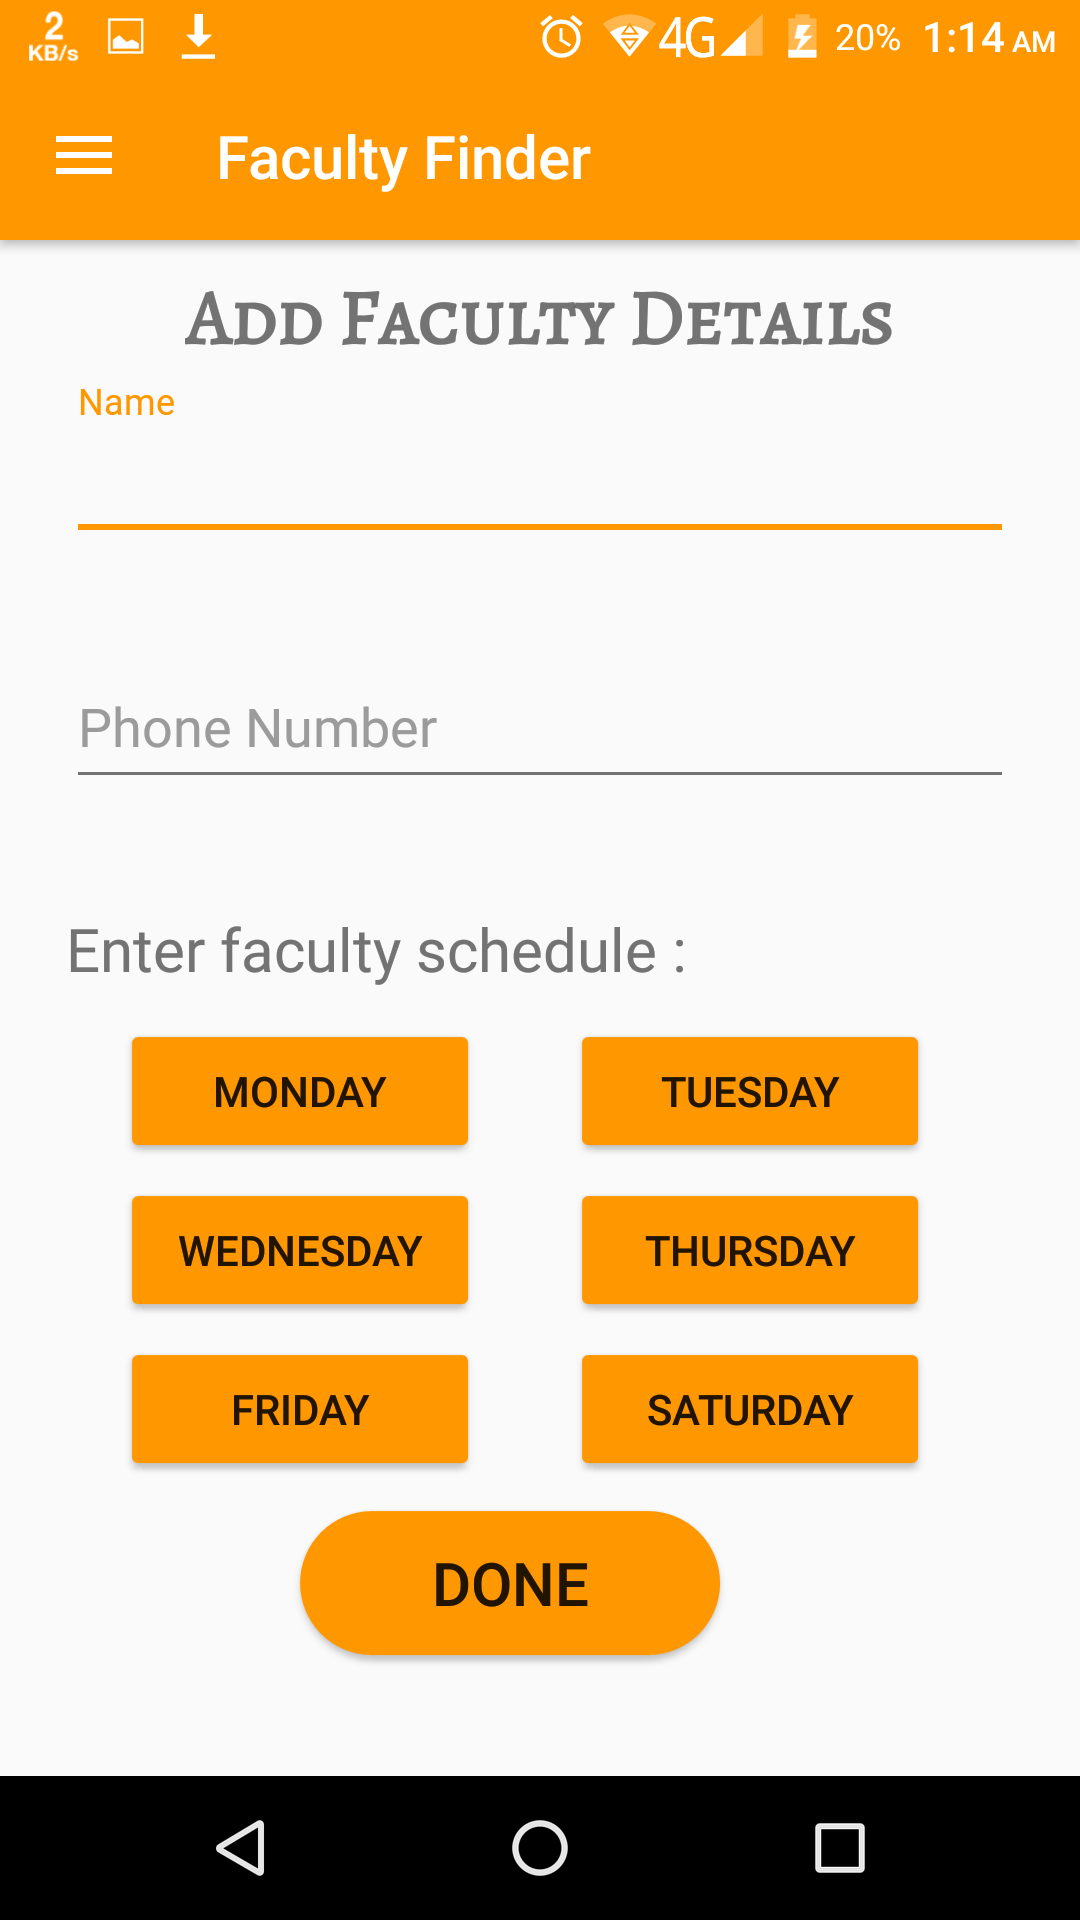 2
KB/s
4G
20%
1:14 AM
Faculty Finder
Add Faculty Details
Name
Phone Number
Enter faculty schedule :
MONDAY
TUESDAY
WEDNESDAY
THURSDAY
FRIDAY
SATURDAY
DONE